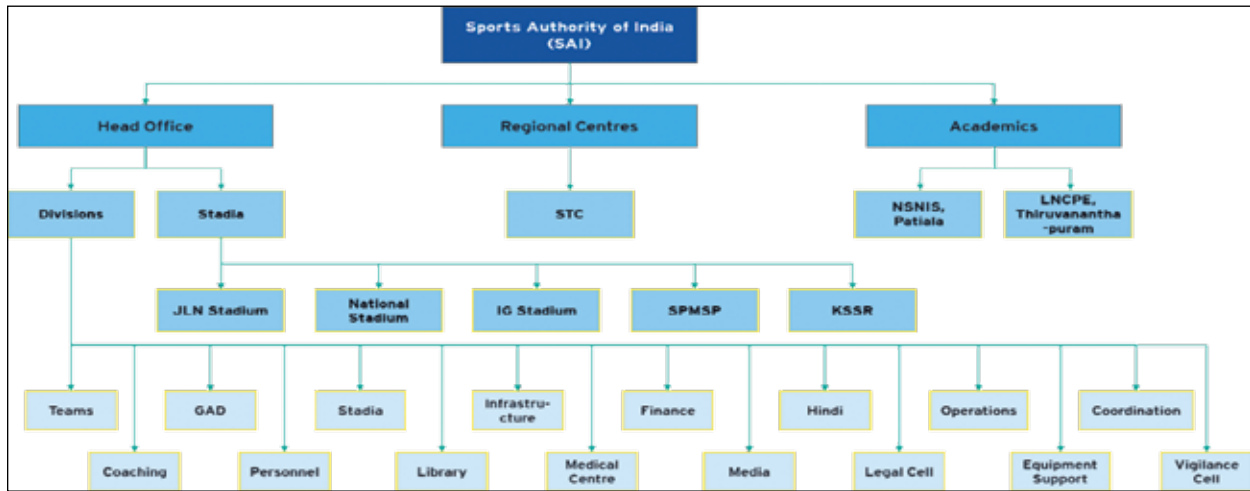 Sports Authority of India
(SAI)
Head Office
Regional Centres
Academics
Divisions
Stadia
STC
NSNIS,
Patiala
LNCPE,
Thiruvanantha
-puram
JLN Stadium
National
Stadium
IG Stadium
SPMSP
KSSR
Teams
GAD
Stadia
Infrastru-
cture
Finance
Hindi
Operations
Coordination
Coaching
Personnel
Library
Medical
Centre
Media
Legal Cell
Equipment
Support
Vigilance
Cell